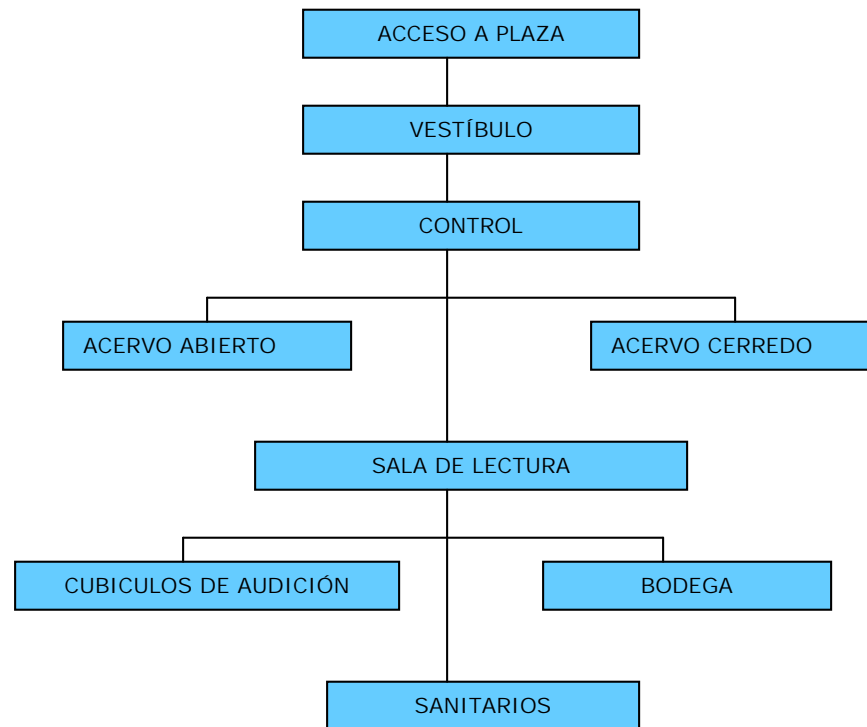 ACCESO A PLAZA
VESTÍBULO
CONTROL
ACERVO ABIERTO
ACERVO CERREDO
SALA DE LECTURA
CUBICULOS DE AUDICIÓN
BODEGA
SANITARIOS